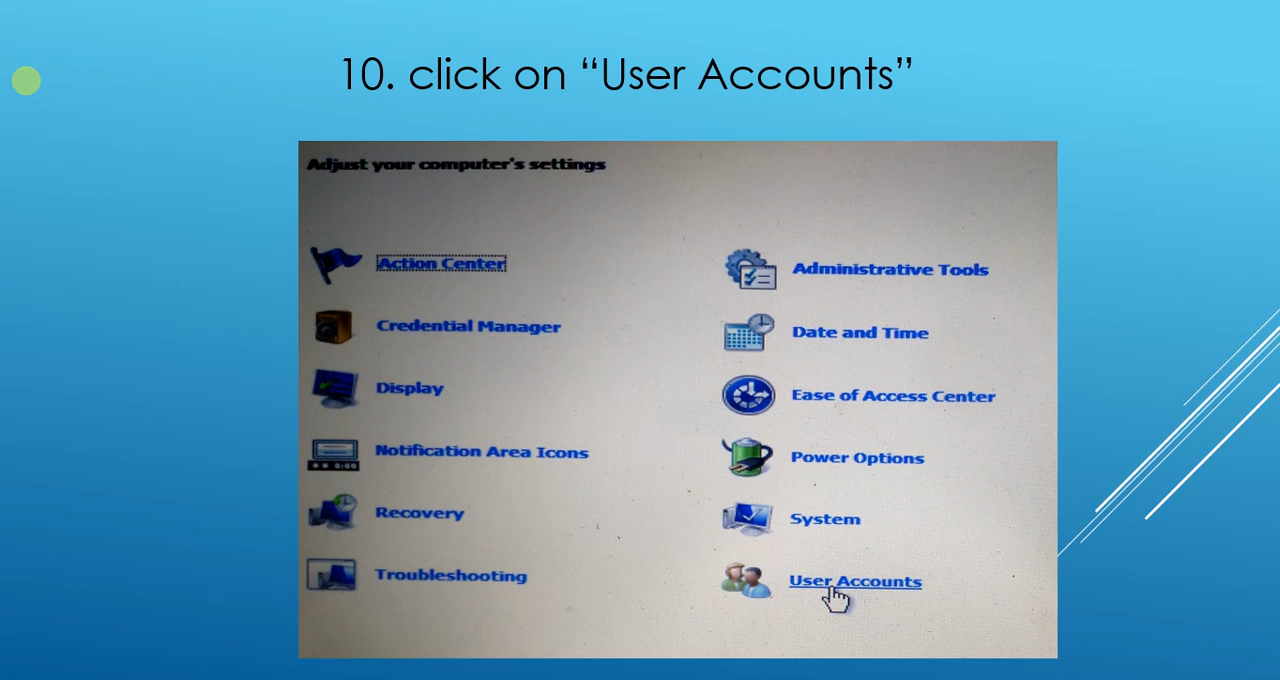 10. click on “User Accounts”
Adjust your computer's settings
Action Center
Administrative Tools
Credential Manager
Date and Time
Display
Ease of Access Center
Notification Area Icons
Power Options
Recovery
System
Troubleshooting
User Accounts